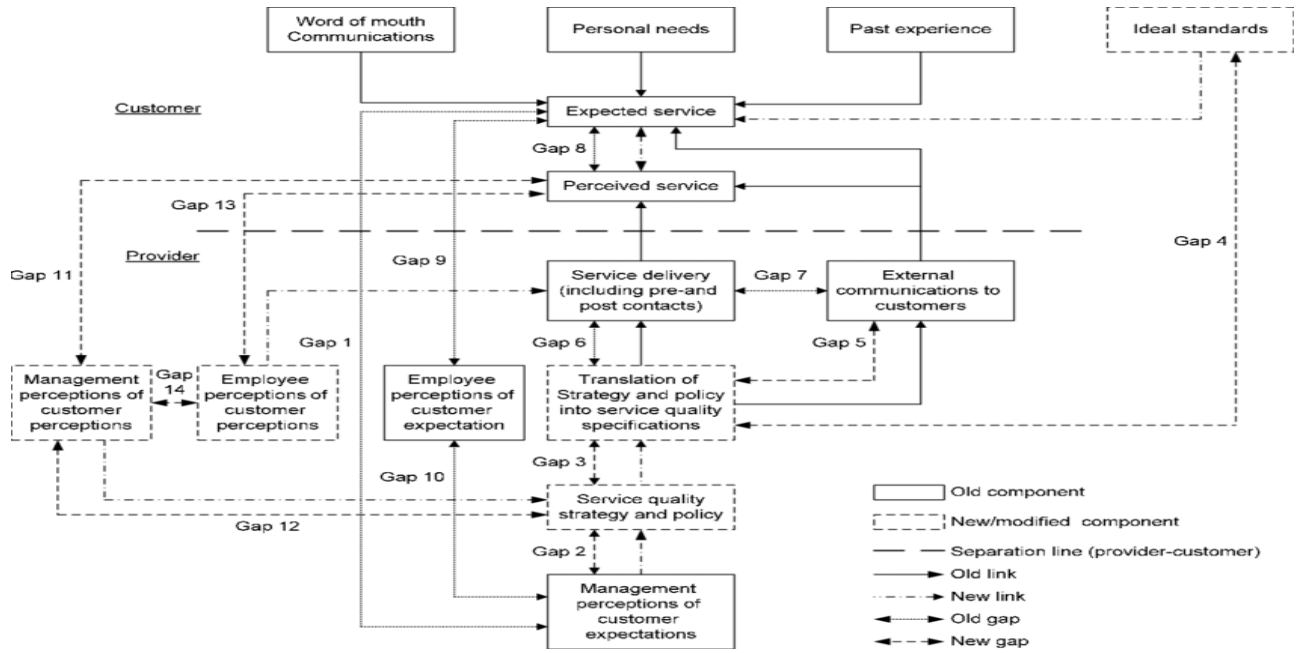 Word of mouth
Communications
Personal needs
Past experience
Ideal standards
Customer
Expected service
Gap 8
Perceived service
Gap 13
Gap 4
Provider
Gap 11
Gap 9
Service delivery
(including pre-and
post contacts)
Gap 7
External
communications to
customers
Gap 1
Gap 6
Gap 5
Management
perceptions of
customer
perceptions
Gap
14
Employee
perceptions of
customer
perceptions
Employee
perceptions of
customer
expectation
Translation of
Strategy and policy
into service quality
specifications
Gap 10
Gap 3
Service quality
strategy and policy
Gap 12
Gap 2
Management
perceptions of
customer
expectations
Old component
New/modified component
Separation line (provider-customer)
Old link
New link
Old gap
New gap